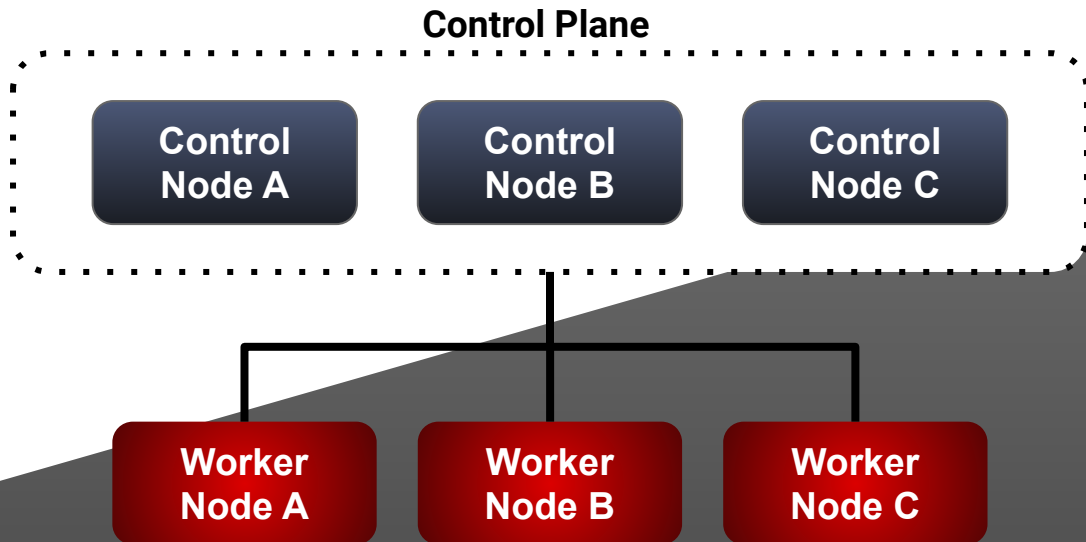 Control Plane
Control
Node A
Control
Node B
Control
Node C
Worker
Node A
Worker
Node B
Worker
Node C